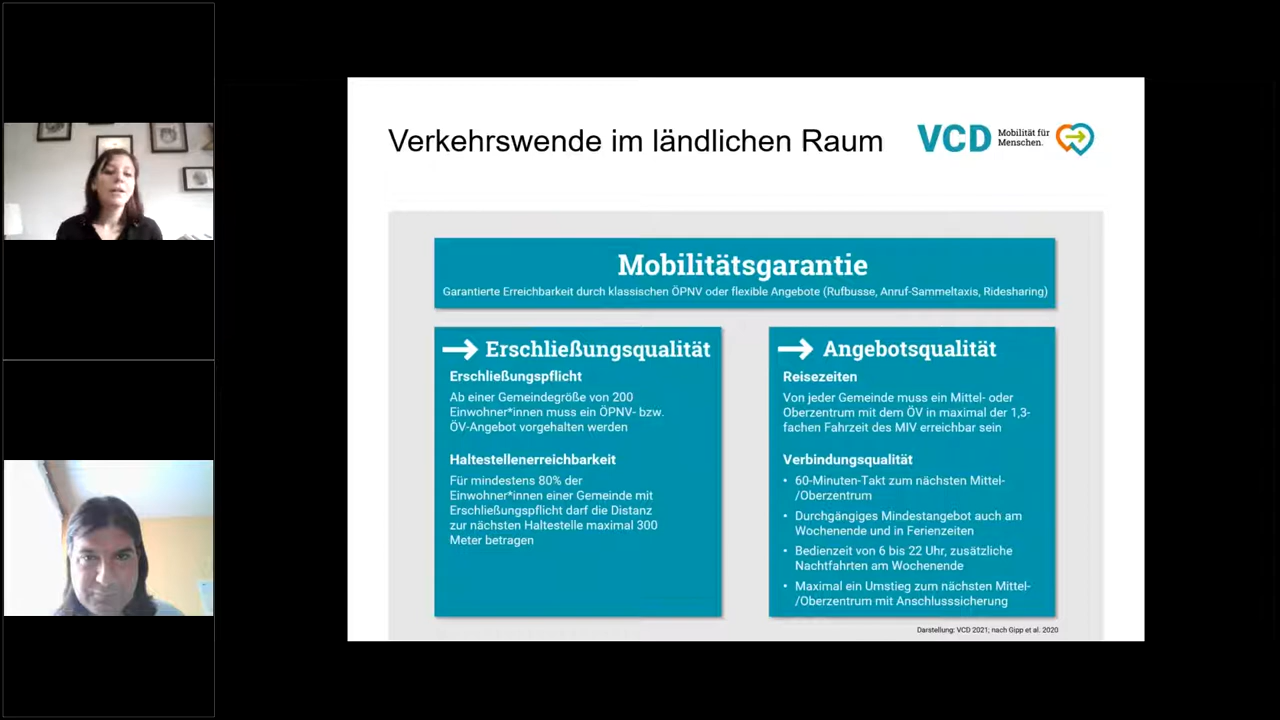 Verkehrswende im ländlichen Raum
VCD
Mobilität für
Menschen.
Mobilitätsgarantie
Garantierte Erreichbarkeit durch klassischen ÖPNV oder flexible Angebote (Rufbusse, Anruf-Sammeltaxis, Ridesharing)
Erschließungsqualität
Erschließungspflicht
Ab einer Gemeindegröße von 200
Einwohner*innen muss ein ÖPNV- bzw.
ÖV-Angebot vorgehalten werden
Haltestellenerreichbarkeit
Für mindestens 80% der
Einwohner*innen einer Gemeinde mit
Erschließungspflicht darf die Distanz
zur nächsten Haltestelle maximal 300
Meter betragen
Angebotsqualität
Reisezeiten
Von jeder Gemeinde muss ein Mittel- oder
Oberzentrum mit dem ÖV in maximal der 1,3-
fachen Fahrzeit des MIV erreichbar sein
Verbindungsqualität
• 60-Minuten-Takt zum nächsten Mittel-
/Oberzentrum
• Durchgängiges Mindestangebot auch am
Wochenende und in Ferienzeiten
• Bedienzeit von 6 bis 22 Uhr, zusätzliche
Nachtfahrten am Wochenende
• Maximal ein Umstieg zum nächsten Mittel-
/Oberzentrum mit Anschlusssicherung
Darstellung: VCD 2021, nach Gipp et al. 2020